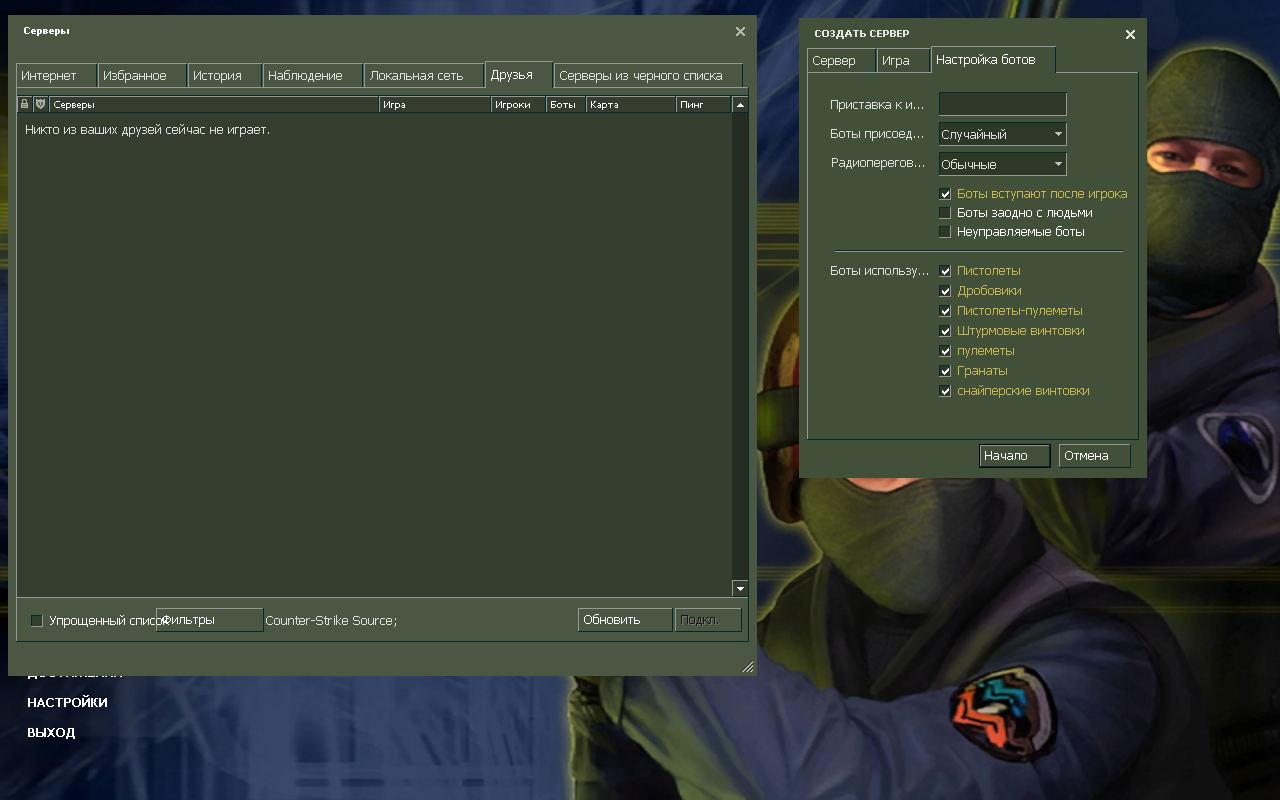 Серверы
Интернет Избранное История Наблюдение Локальная сеть Друзья Серверы из черного списка
Серверы Игра Игроки Боты Карта Пинг
Никто из ваших друзей сейчас не играет.
Упрощенный список Фильтры Counter-Strike Source; Обновить Подкл.
НАСТРОЙКИ
ВЫХОД
СОЗДАТЬ СЕРВЕР
Сервер Игра Настройка ботов
Приставка к и...
Боты присоед... Случайный
Радиоперегов... Обычные
Боты вступают после игрока
Боты заодно с людьми
Неуправляемые боты
Боты использу... Пистолеты
Дробовики
Пистолеты-пулеметы
Штурмовые винтовки
пулеметы
Гранаты
снайперские винтовки
Начало Отмена